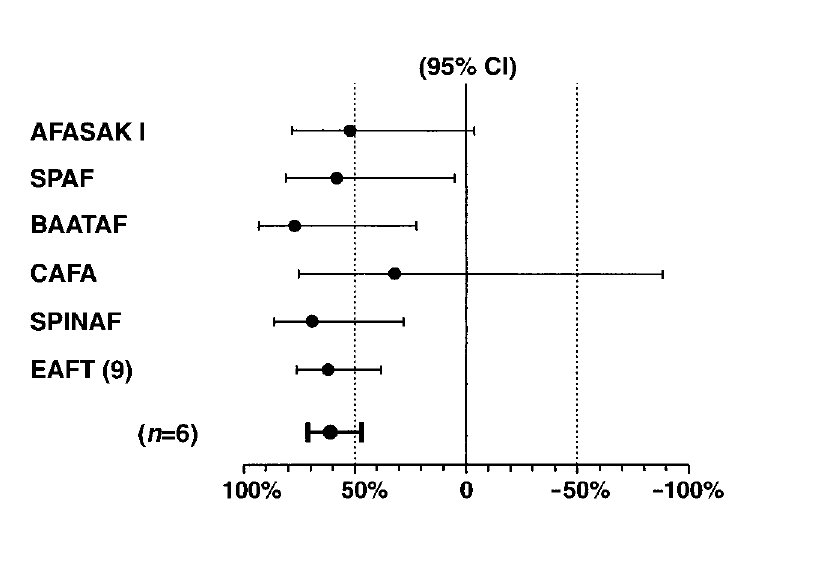 (95% CI)
AFASAK I
SPAF
BAATAF
CAFA
SPINAF
EAFT (9)
(n=6)
100% 50% 0 −50% −100%